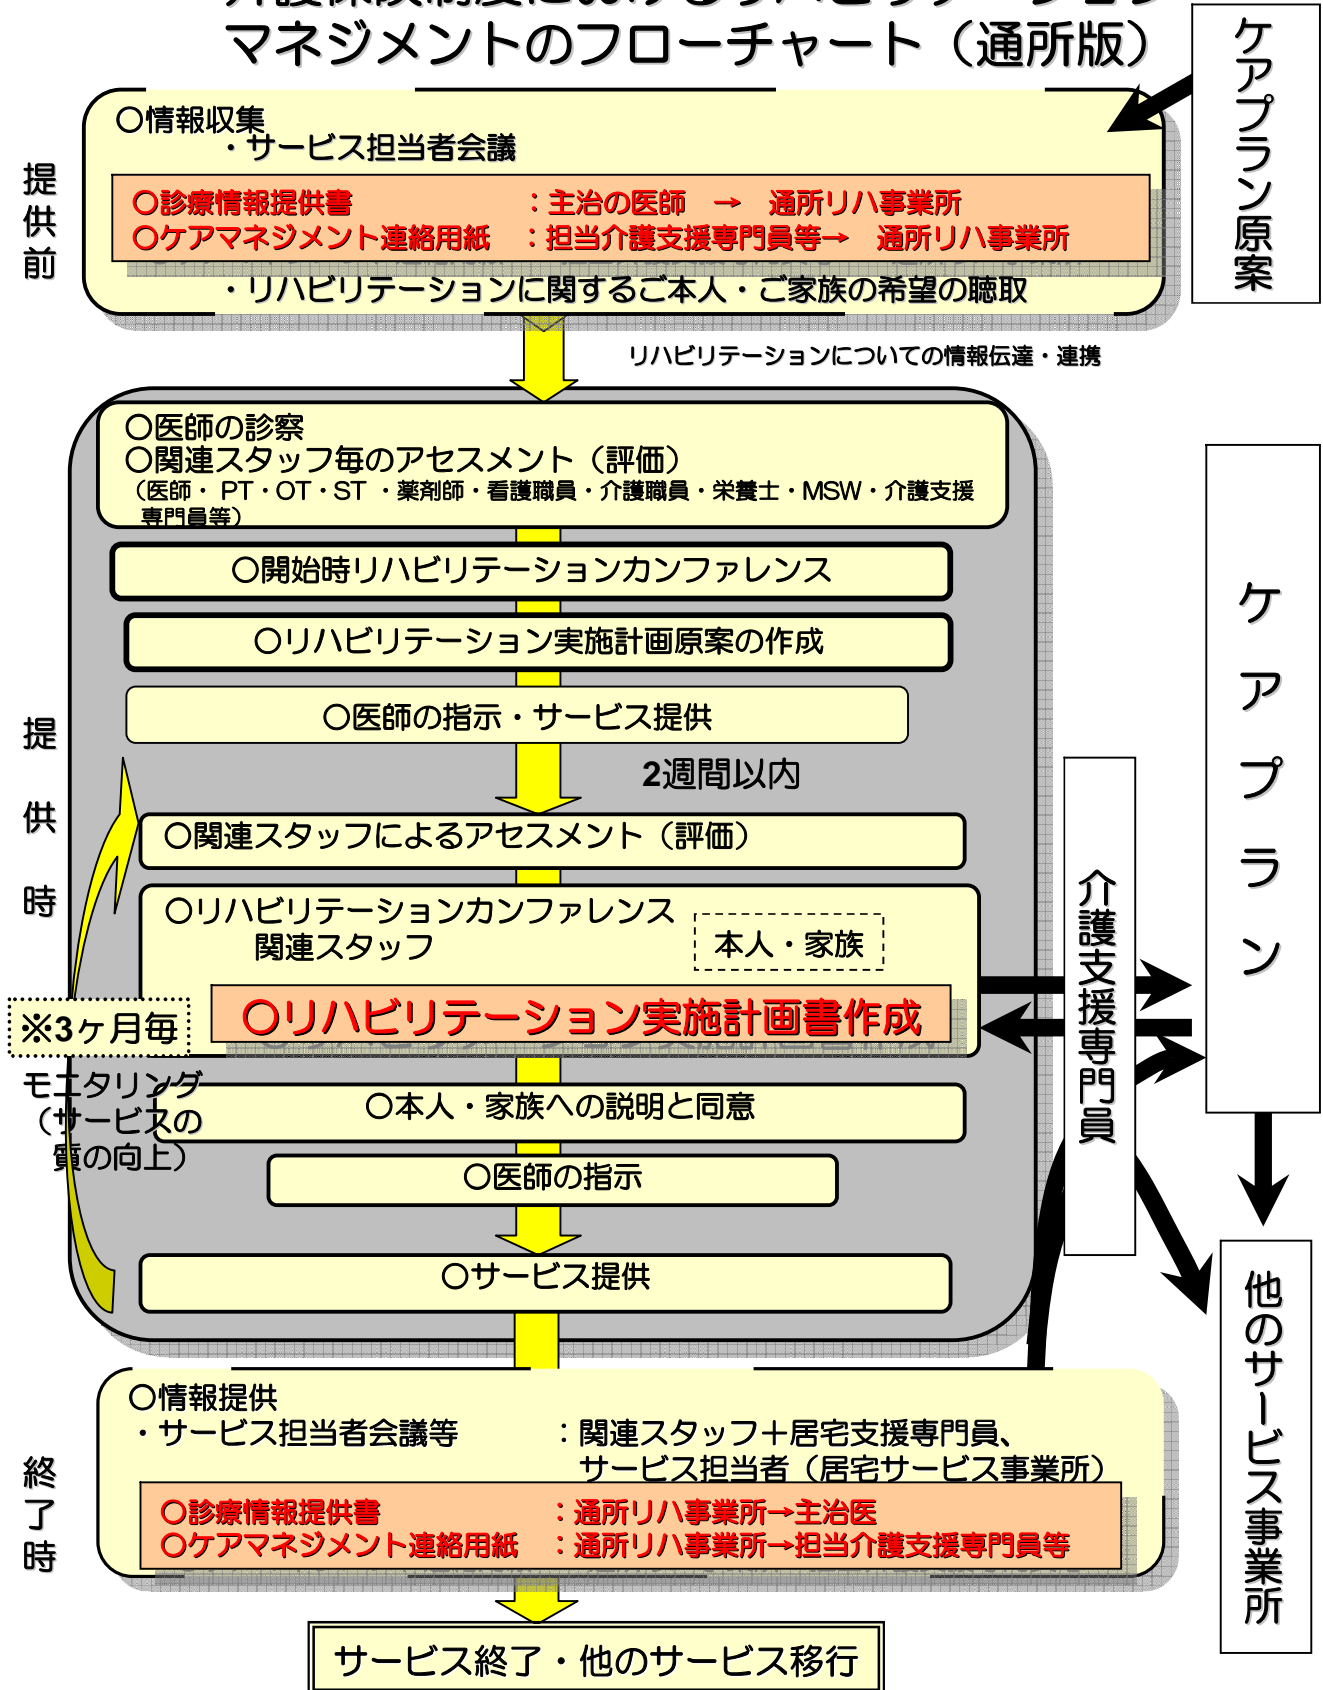 介護保険制度におけるリハビリテーション
マネジメントのフローチャート（通所版）
ケアプラン原案
提供前
○情報収集
・サービス担当者会議
○診療情報提供書 ：主治の医師 → 通所リハ事業所
○ケアマネジメント連絡用紙 ：担当介護支援専門員等→ 通所リハ事業所
・リハビリテーションに関するご本人・ご家族の希望の聴取
リハビリテーションについての情報伝達・連携
提供時
○医師の診察
○関連スタッフ毎のアセスメント（評価）
（医師・ PT・OT・ST ・薬剤師・看護職員・介護職員・栄養士・MSW・介護支援
専門員等）
○開始時リハビリテーションカンファレンス
○リハビリテーション実施計画原案の作成
○医師の指示・サービス提供
2週間以内
○関連スタッフによるアセスメント（評価）
○リハビリテーションカンファレンス
関連スタッフ
本人・家族
○リハビリテーション実施計画書作成
※3ヶ月毎
モニタリング
（サービスの
質の向上）
○本人・家族への説明と同意
○医師の指示
○サービス提供
介護支援専門員
ケアプラン
他のサービス事業所
終了時
○情報提供
・サービス担当者会議等 ：関連スタッフ＋居宅支援専門員、
サービス担当者（居宅サービス事業所）
○診療情報提供書 ：通所リハ事業所→主治医
○ケアマネジメント連絡用紙 ：通所リハ事業所→担当介護支援専門員等
サービス終了・他のサービス移行